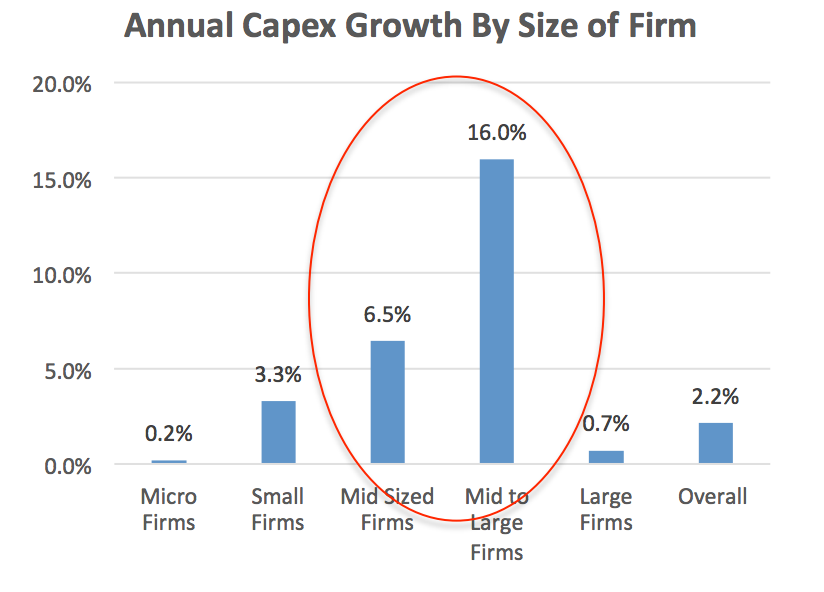 Annual Capex Growth By Size of Firm
20.0%
16.0%
15.0%
10.0%
6.5%
5.0%
3.3%
2.2%
0.7%
0.2%
0.0%
Micro Small Mid Sized Mid to Large Overall
Firms Firms Firms Large Firms
Firms